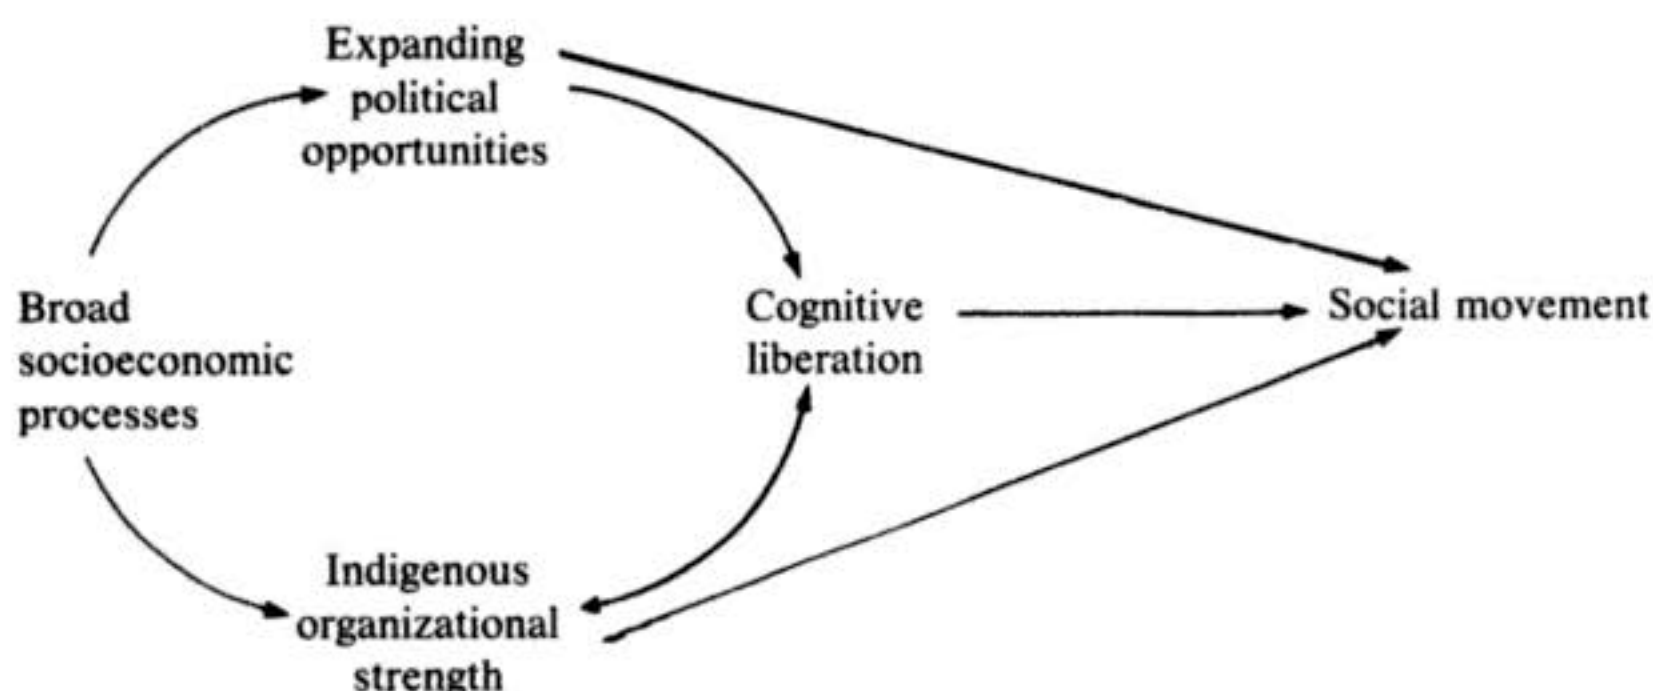 Expanding
political
opportunities
Broad
socioeconomic
processes
Cognitive
liberation
Social movement
Indigenous
organizational
strength